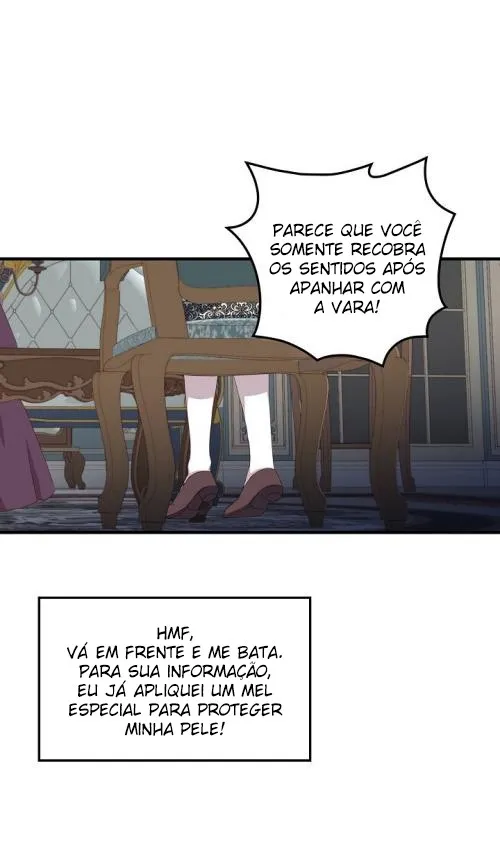 PARECE QUE VOCÊ
SOMENTE RECOBRA
OS SENTIDOS APÓS
APANHAR COM
A VARA!
HMF,
VÁ EM FRENTE E ME BATA.
PARA SUA INFORMAÇÃO,
EU JÁ APLIQUEI UM MEL
ESPECIAL PARA PROTEGER
MINHA PELE!